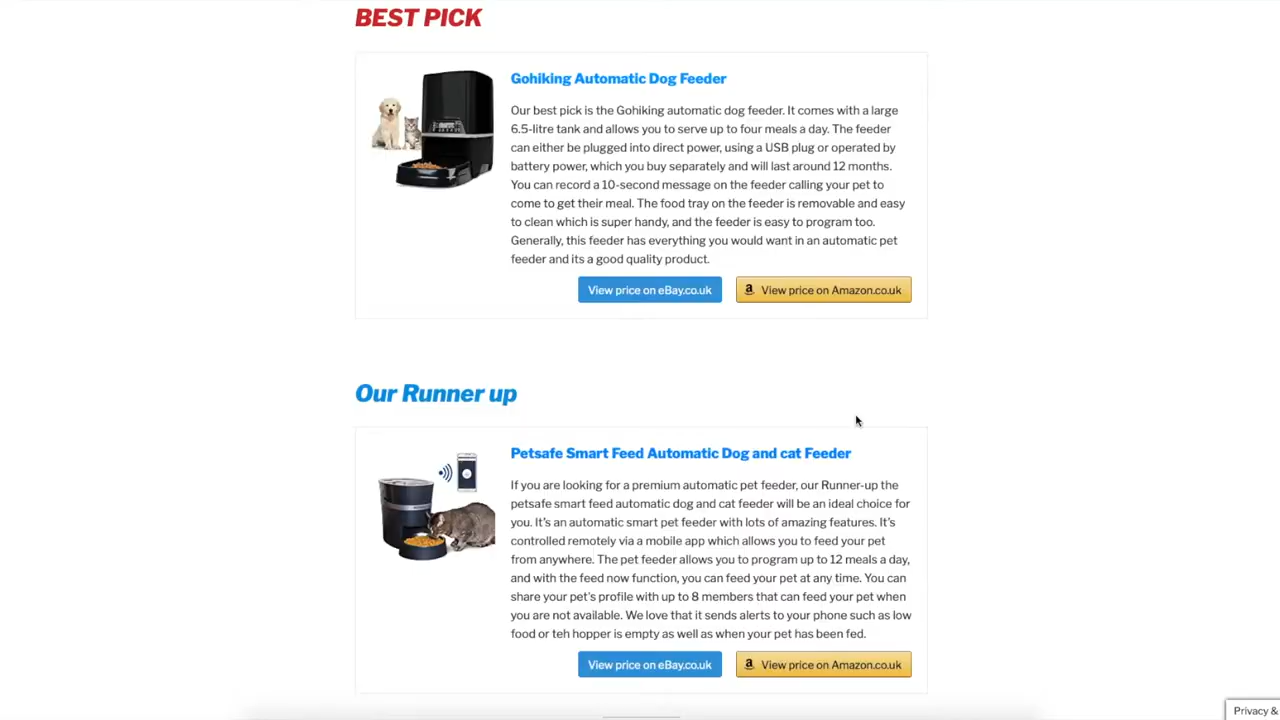 BEST PICK
Gohiking Automatic Dog Feeder
Our best pick is the Gohiking automatic dog feeder. It comes with a large
6.5-litre tank and allows you to serve up to four meals a day. The feeder
can either be plugged into direct power, using a USB plug or operated by
battery power, which you buy separately and will last around 12 months.
You can record a 10-second message on the feeder calling your pet to
come to get their meal. The food tray on the feeder is removable and easy
to clean which is super handy, and the feeder is easy to program too.
Generally, this feeder has everything you would want in an automatic pet
feeder and its a good quality product.
View price on eBay.co.uk
View price on Amazon.co.uk
Our Runner up
Petsafe Smart Feed Automatic Dog and cat Feeder
If you are looking for a premium automatic pet feeder, our Runner-up the
petsafe smart feed automatic dog and cat feeder will be an ideal choice for
you. It's an automatic smart pet feeder with lots of amazing features. It's
controlled remotely via a mobile app which allows you to feed your pet
from anywhere. The pet feeder allows you to program up to 12 meals a day,
and with the feed now function, you can feed your pet at any time. You can
share your pet's profile with up to 8 members that can feed your pet when
you are not available. We love that it sends alerts to your phone such as low
food or teh hopper is empty as well as when your pet has been fed.
View price on eBay.co.uk
View price on Amazon.co.uk
Privacy &